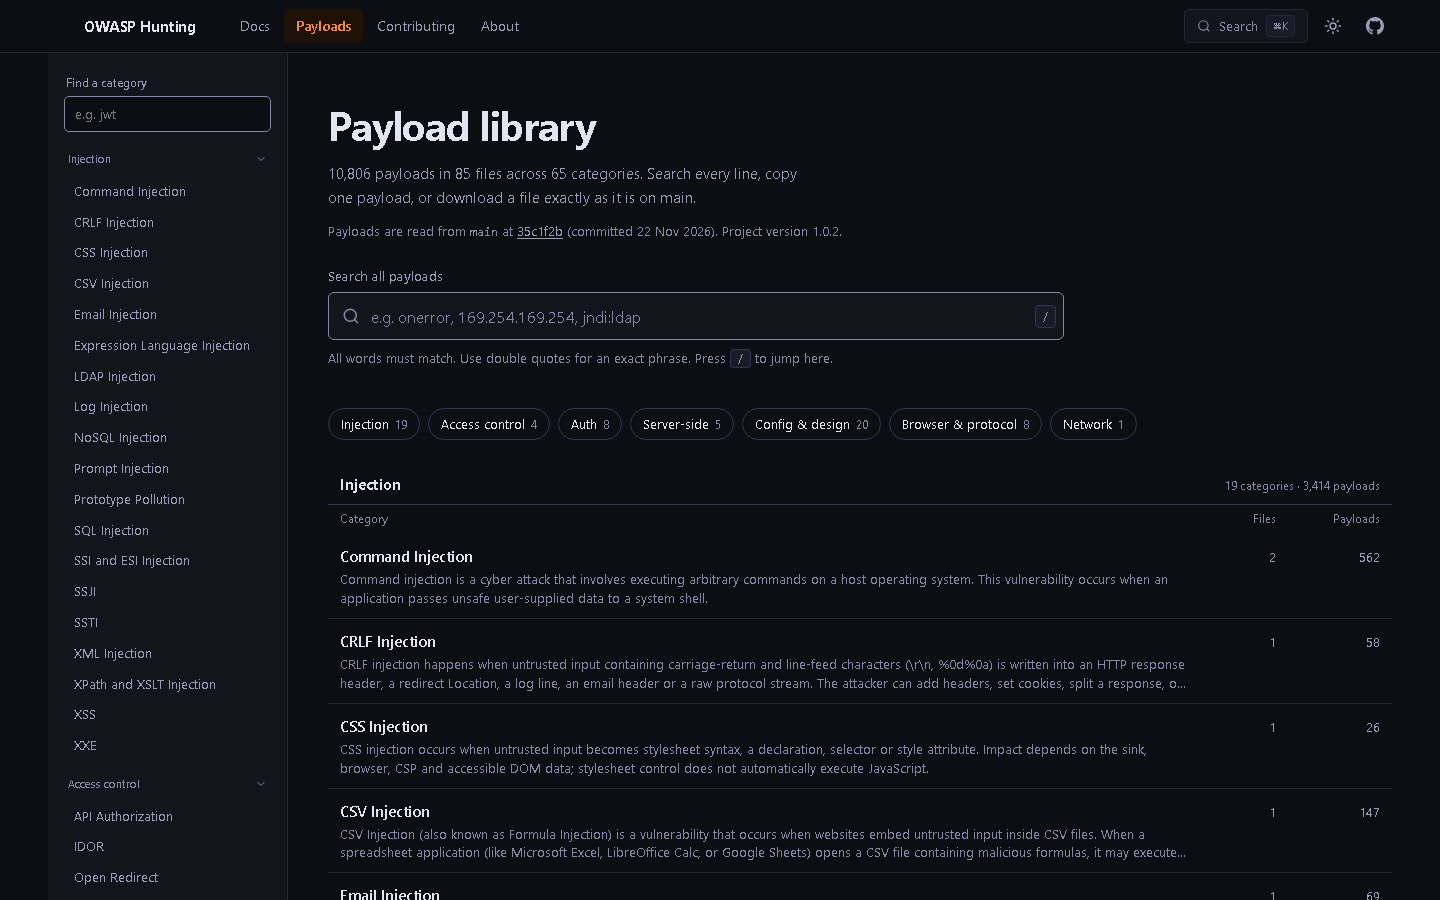 OWASP Hunting
Docs
Payloads
Contributing
About
Search ⌘K
Find a category
e.g. jwt
Injection
Command Injection
CRLF Injection
CSS Injection
CSV Injection
Email Injection
Expression Language Injection
LDAP Injection
Log Injection
NoSQL Injection
Prompt Injection
Prototype Pollution
SQL Injection
SSI and ESI Injection
SSJI
SSTI
XML Injection
XPath and XSLT Injection
XSS
XXE
Access control
API Authorization
IDOR
Open Redirect
Payload library
10,806 payloads in 85 files across 65 categories. Search every line, copy
one payload, or download a file exactly as it is on main.
Payloads are read from main at 35c1f2b (committed 22 Nov 2026). Project version 1.0.2.
Search all payloads
e.g. onerror, 169.254.169.254, jndi:ldap /
All words must match. Use double quotes for an exact phrase. Press / to jump here.
Injection 19
Access control 4
Auth 8
Server-side 5
Config & design 20
Browser & protocol 8
Network 1
Injection 19 categories · 3,414 payloads
Category Files Payloads
Command Injection 2 562
Command injection is a cyber attack that involves executing arbitrary commands on a host operating system. This vulnerability occurs when an
application passes unsafe user-supplied data to a system shell.
CRLF Injection 1 58
CRLF injection happens when untrusted input containing carriage-return and line-feed characters (\r\n, %0d%0a) is written into an HTTP response
header, a redirect Location, a log line, an email header or a raw protocol stream. The attacker can add headers, set cookies, split a response, o...
CSS Injection 1 26
CSS injection occurs when untrusted input becomes stylesheet syntax, a declaration, selector or style attribute. Impact depends on the sink,
browser, CSP and accessible DOM data; stylesheet control does not automatically execute JavaScript.
CSV Injection 1 147
CSV Injection (also known as Formula Injection) is a vulnerability that occurs when websites embed untrusted input inside CSV files. When a
spreadsheet application (like Microsoft Excel, LibreOffice Calc, or Google Sheets) opens a CSV file containing malicious formulas, it may execute...
Email Injection 1 69